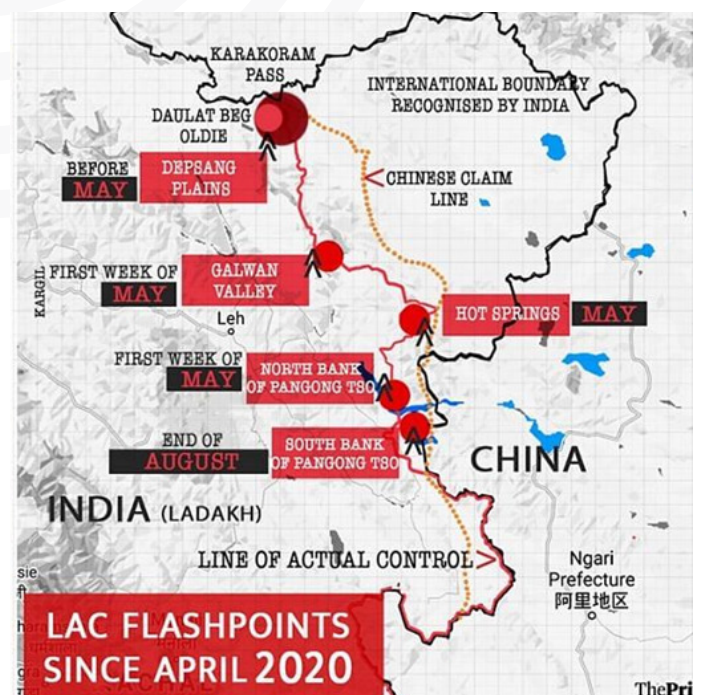 KARAKORAM
PASS
INTERNATIONAL BOUNDARY
RECOGNISED BY INDIA
DAULAT BEG
OLDIE
BEFORE
MAY
DEPSANG
PLAINS
CHINESE CLAIM
LINE
KARGIL
FIRST WEEK OF
MAY
GALWAN
VALLEY
Leh
HOT SPRINGS
MAY
FIRST WEEK OF
MAY
NORTH BANK
OF PANGONG TSO
END OF
AUGUST
SOUTH BANK
OF PANGONG TSO
CHINA
INDIA (LADAKH)
LINE OF ACTUAL CONTROL
Ngari
Prefecture
阿里地区
LAC FLASHPOINTS
SINCE APRIL 2020
ThePri